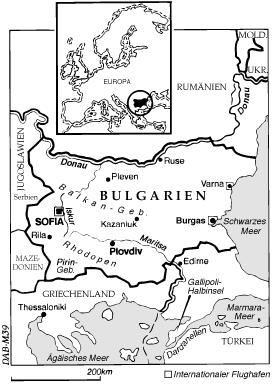 MOLD.
UKR.
EUROPA
RUMÄNIEN
Donau
JUGOSLAWIEN
Donau
Ruse
Pleven
Serbien
Balkan-Geb.
BULGARIEN
Varna
SOFIA
Iskur
Kazanluk
Burgas
Schwarzes
Meer
Rila
Plovdiv
Maritsa
MAZE-
DONIEN
Rhodopen
Pirin-
Geb.
Edirne
GRIECHENLAND
Gallipoli-
Halbinsel
Thessaloniki
Marmara-
Meer
Dardanellen
TÜRKEI
Ägäisches Meer
DAB-M39
200km
Internationaler Flughafen